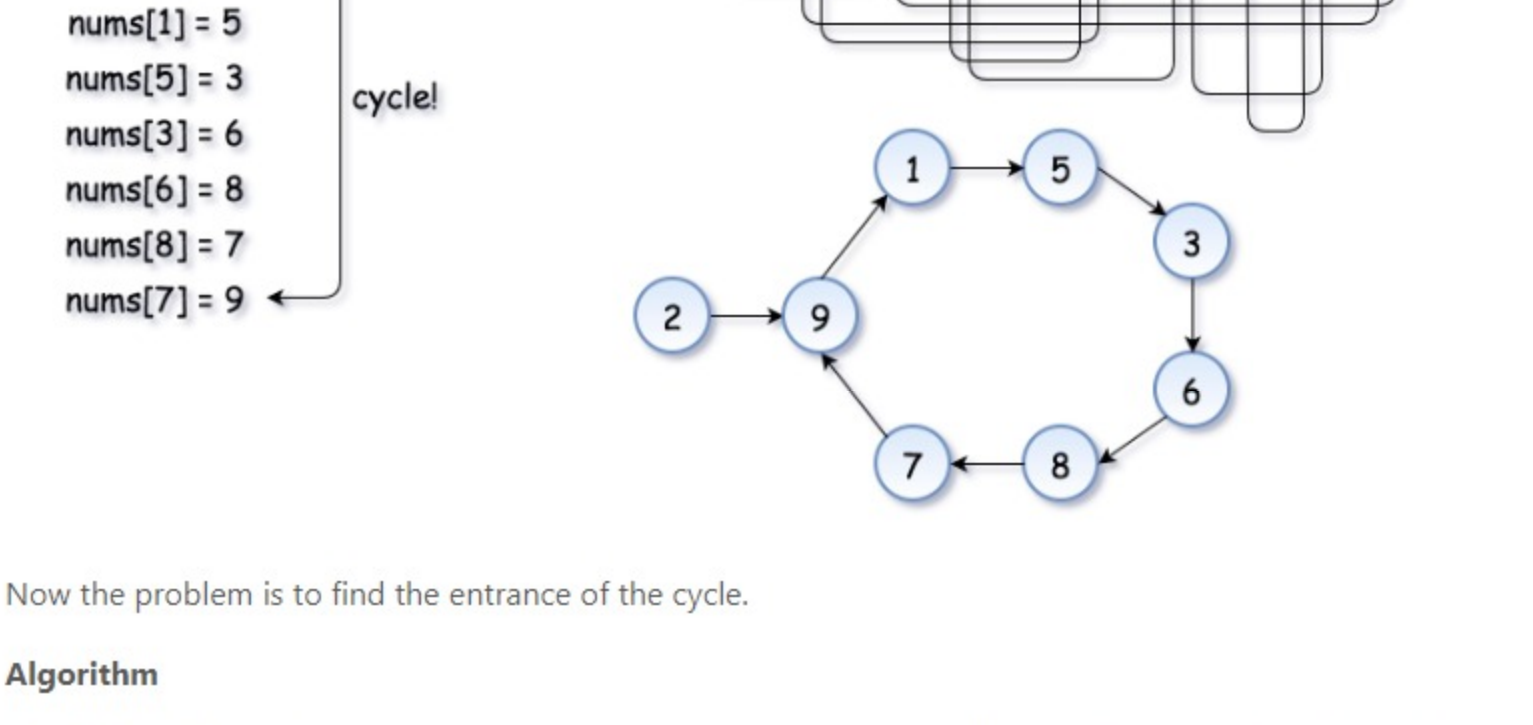 nums[1] = 5
nums[5] = 3
nums[3] = 6
nums[6] = 8
nums[8] = 7
nums[7] = 9
cycle!
1
5
3
2
9
6
7
8
Now the problem is to find the entrance of the cycle.
Algorithm